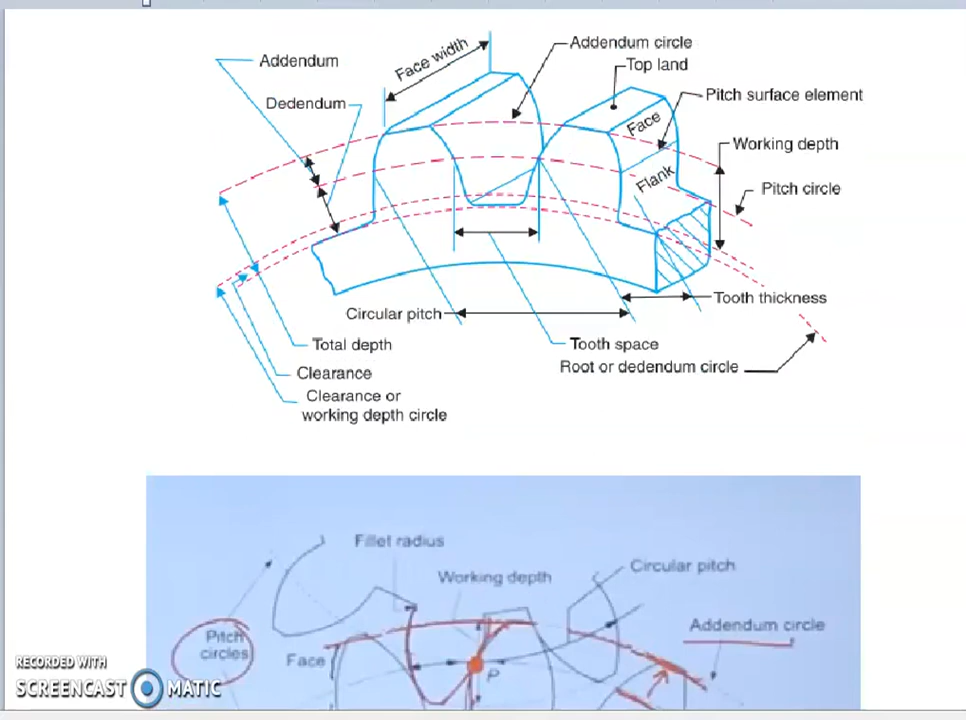 Addendum
Face width
Addendum circle
Top land
Dedendum
Pitch surface element
Face
Working depth
Flank
Pitch circle
Tooth thickness
Circular pitch
Total depth
Tooth space
Root or dedendum circle
Clearance
Clearance or
working depth circle
Fillet radius
Circular pitch
Working depth
Addendum circle
Pitch
circles
Face
P
RECORDED WITH
SCREENCAST MATIC